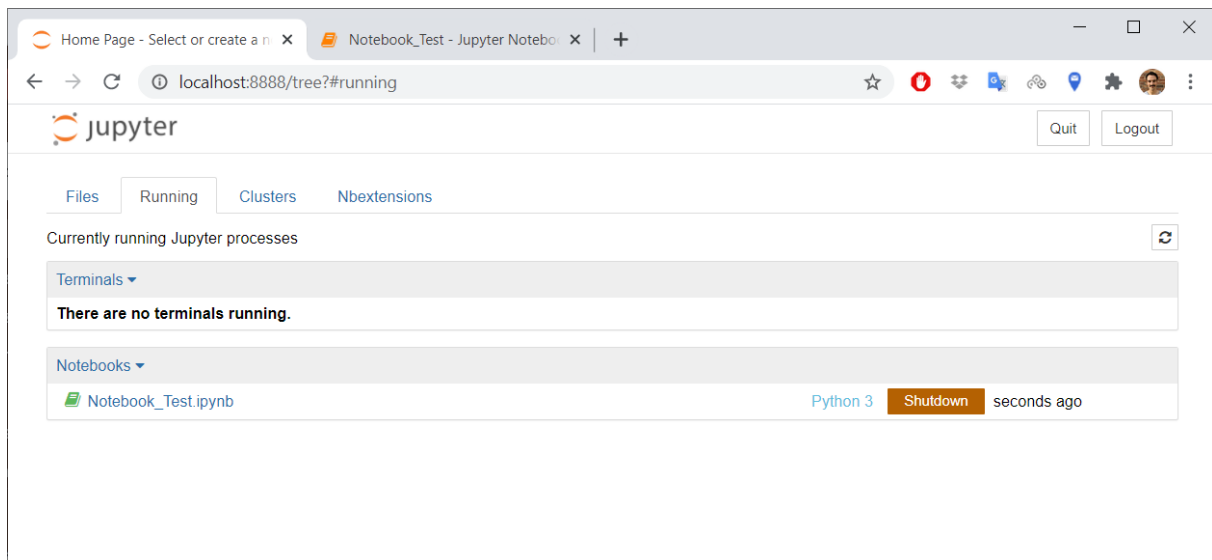 Home Page - Select or create a n
Notebook_Test - Jupyter Notebo
localhost:8888/tree?#running
jupyter
Quit
Logout
Files
Running
Clusters
Nbextensions
Currently running Jupyter processes
Terminals
There are no terminals running.
Notebooks
Notebook_Test.ipynb
Python 3
Shutdown
seconds ago